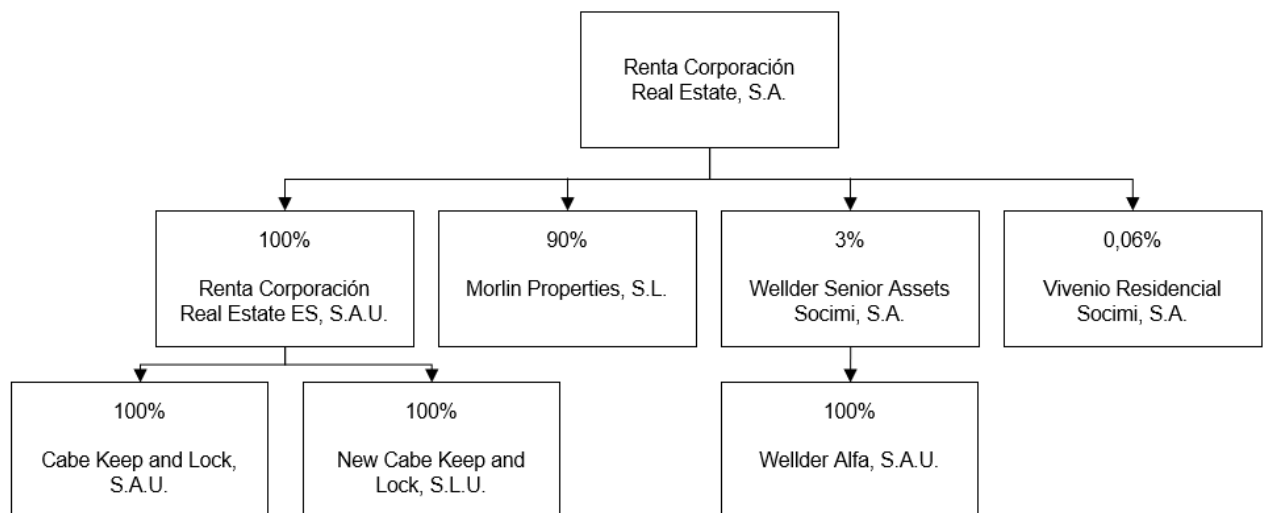 Renta Corporación
Real Estate, S.A.
100%
Renta Corporación
Real Estate ES, S.A.U.
90%
Morlin Properties, S.L.
3%
Wellder Senior Assets
Socimi, S.A.
0,06%
Vivenio Residencial
Socimi, S.A.
100%
Cabe Keep and Lock,
S.A.U.
100%
New Cabe Keep and
Lock, S.L.U.
100%
Wellder Alfa, S.A.U.